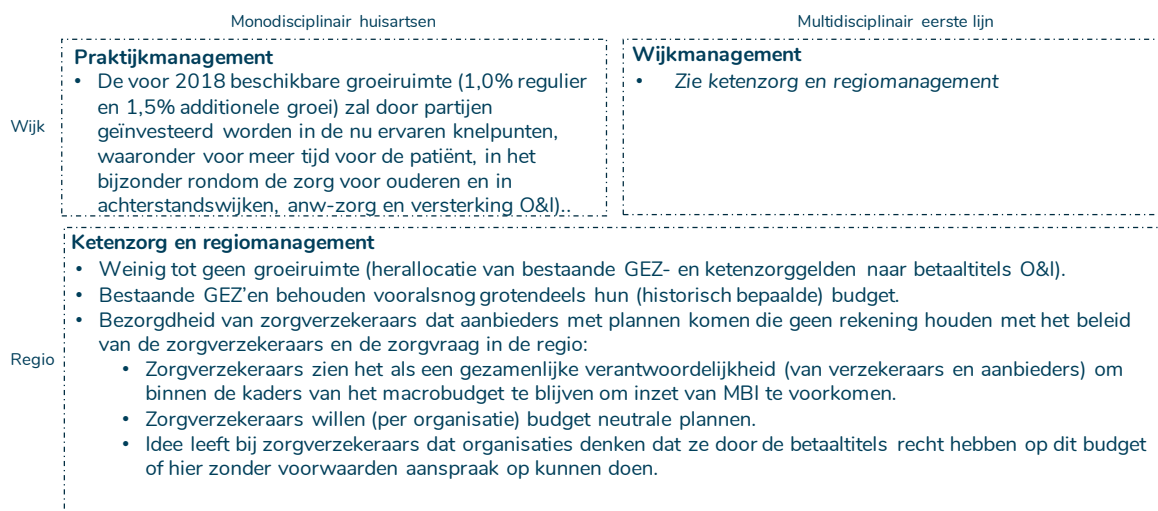 Monodisciplinair huisartsen
Multidisciplinair eerste lijn
Wijk
Praktijkmanagement
• De voor 2018 beschikbare groeiruimte (1,0% regulier
en 1,5% additionele groei) zal door partijen
geïnvesteerd worden in de nu ervaren knelpunten,
waaronder voor meer tijd voor de patiënt, in het
bijzonder rondom de zorg voor ouderen en in
achterstandswijken, anw-zorg en versterking O&I)..
Wijkmanagement
• Zie ketenzorg en regiomanagement
Regio
Ketenzorg en regiomanagement
• Weinig tot geen groeiruimte (herallocatie van bestaande GEZ- en ketenzorggelden naar betaaltitels O&I).
• Bestaande GEZ’en behouden vooralsnog grotendeels hun (historisch bepaalde) budget.
• Bezorgdheid van zorgverzekeraars dat aanbieders met plannen komen die geen rekening houden met het beleid
van de zorgverzekeraars en de zorgvraag in de regio:
• Zorgverzekeraars zien het als een gezamenlijke verantwoordelijkheid (van verzekeraars en aanbieders) om
binnen de kaders van het macrobudget te blijven om inzet van MBI te voorkomen.
• Zorgverzekeraars willen (per organisatie) budget neutrale plannen.
• Idee leeft bij zorgverzekeraars dat organisaties denken dat ze door de betaaltitels recht hebben op dit budget
of hier zonder voorwaarden aanspraak op kunnen doen.